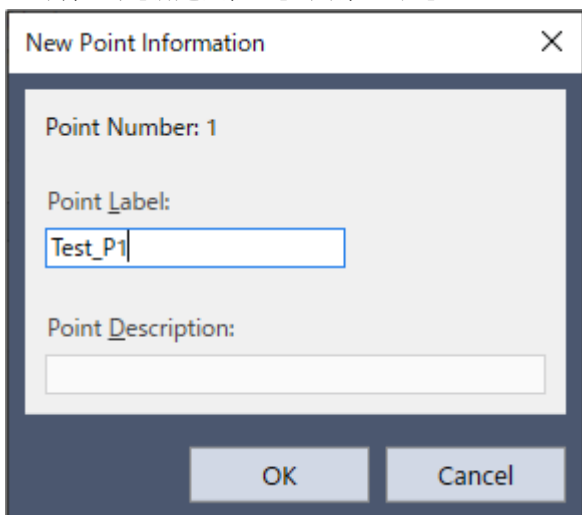 New Point Information
Point Number: 1
Point Label:
Test_P1
Point Description:
OK
Cancel